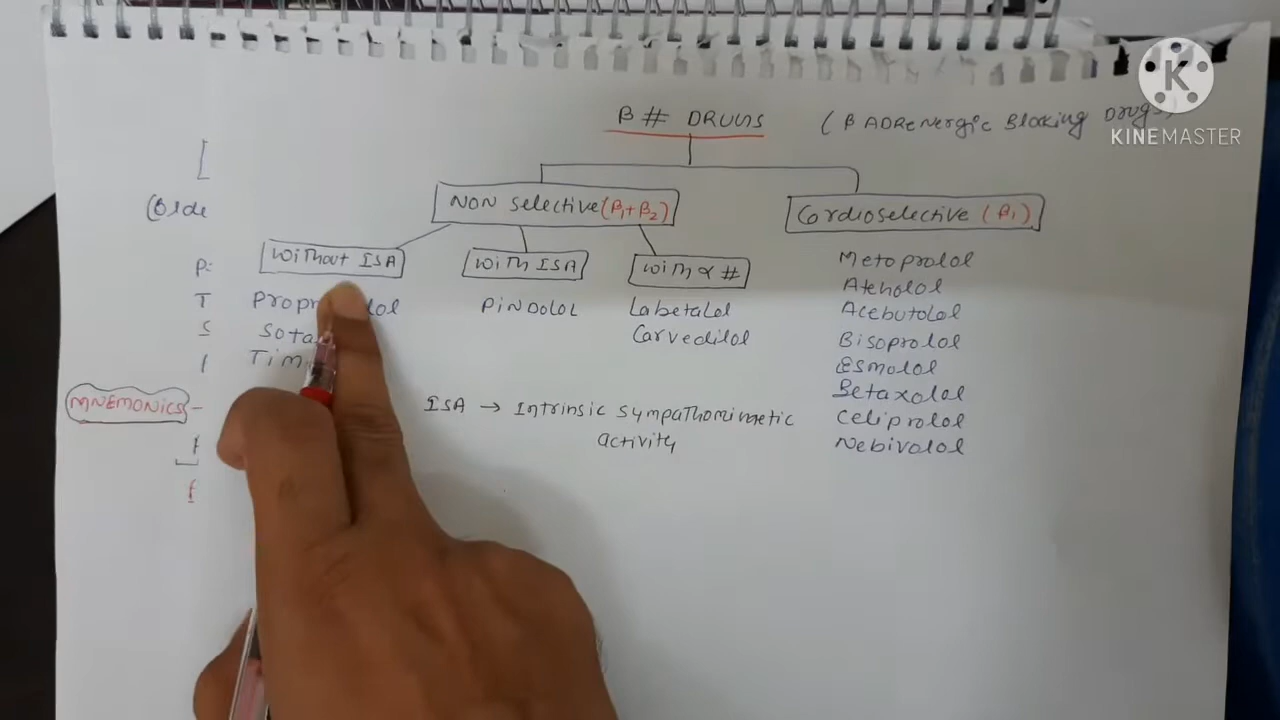 β # DRUGS (β ADRenergic Blocking Drugs)
KINEMASTER
NON Selective (β1+β2)
Cardioselective (β1)
(Olde
Without ISA
With ISA
With α #
Pindolol
Labetalol
Carvedilol
Metoprolol
Atenolol
Acebutolol
Bisoprolol
Esmolol
Betaxolol
Celiprolol
Nebivolol
ISA → Intrinsic Sympathomimetic
activity
MNEMONICS -